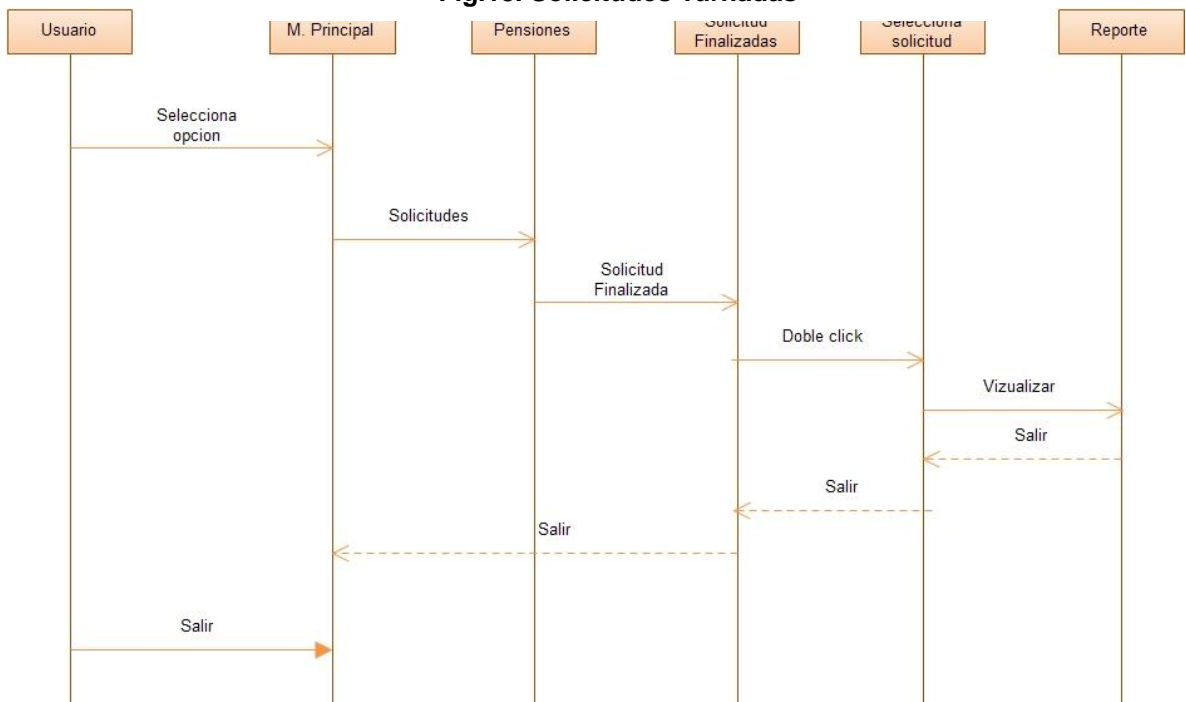 Usuario
M. Principal
Pensiones
Solicitud
Finalizadas
Selecciona
solicitud
Reporte
Selecciona
opcion
Solicitudes
Solicitud
Finalizada
Doble click
Vizualizar
Salir
Salir
Salir
Salir